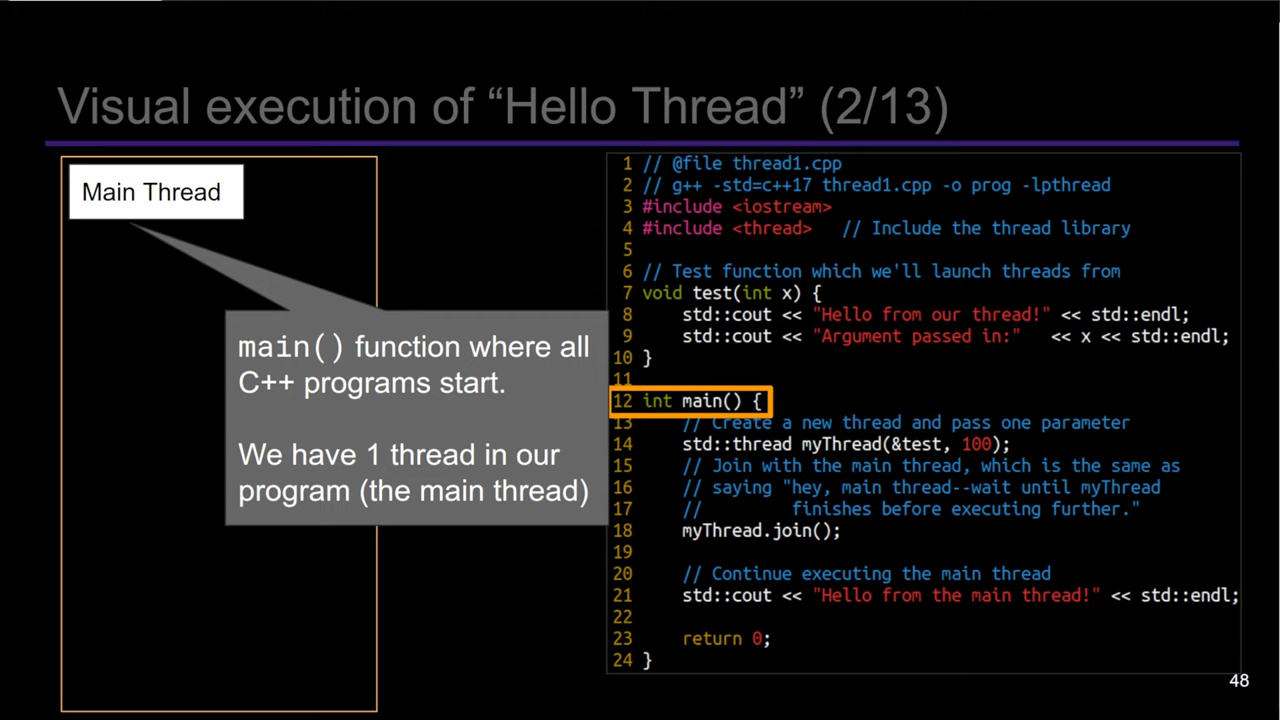 Visual execution of “Hello Thread” (2/13)
Main Thread
main() function where all
C++ programs start.
We have 1 thread in our
program (the main thread)
1 // @file thread1.cpp
2 // g++ -std=c++17 thread1.cpp -o prog -lpthread
3 #include <iostream>
4 #include <thread>   // Include the thread library
5
6 // Test function which we'll launch threads from
7 void test(int x) {
8     std::cout << "Hello from our thread!" << std::endl;
9     std::cout << "Argument passed in:"   << x << std::endl;
10 }
11
12 int main() {
13     // Create a new thread and pass one parameter
14     std::thread myThread(&test, 100);
15     // Join with the main thread, which is the same as
16     // saying "hey, main thread--wait until myThread
17     //         finishes before executing further."
18     myThread.join();
19
20     // Continue executing the main thread
21     std::cout << "Hello from the main thread!" << std::endl;
22
23     return 0;
24 }
48